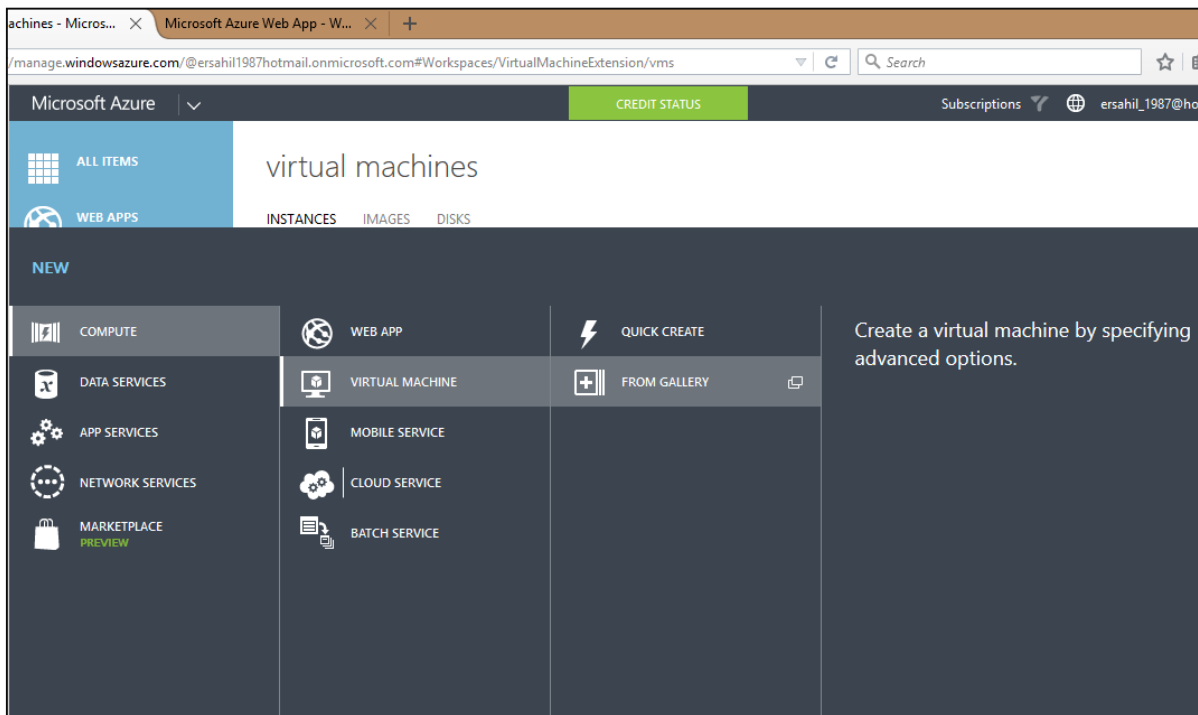 achines - Micros...
Microsoft Azure Web App - W...
/manage.windowsazure.com/@ersahil1987hotmail.onmicrosoft.com#Workspaces/VirtualMachineExtension/vms
Search
Microsoft Azure
CREDIT STATUS
Subscriptions
ersahil_1987@ho
ALL ITEMS
WEB APPS
virtual machines
INSTANCES IMAGES DISKS
NEW
COMPUTE
DATA SERVICES
APP SERVICES
NETWORK SERVICES
MARKETPLACE
PREVIEW
WEB APP
VIRTUAL MACHINE
MOBILE SERVICE
CLOUD SERVICE
BATCH SERVICE
QUICK CREATE
FROM GALLERY
Create a virtual machine by specifying
advanced options.